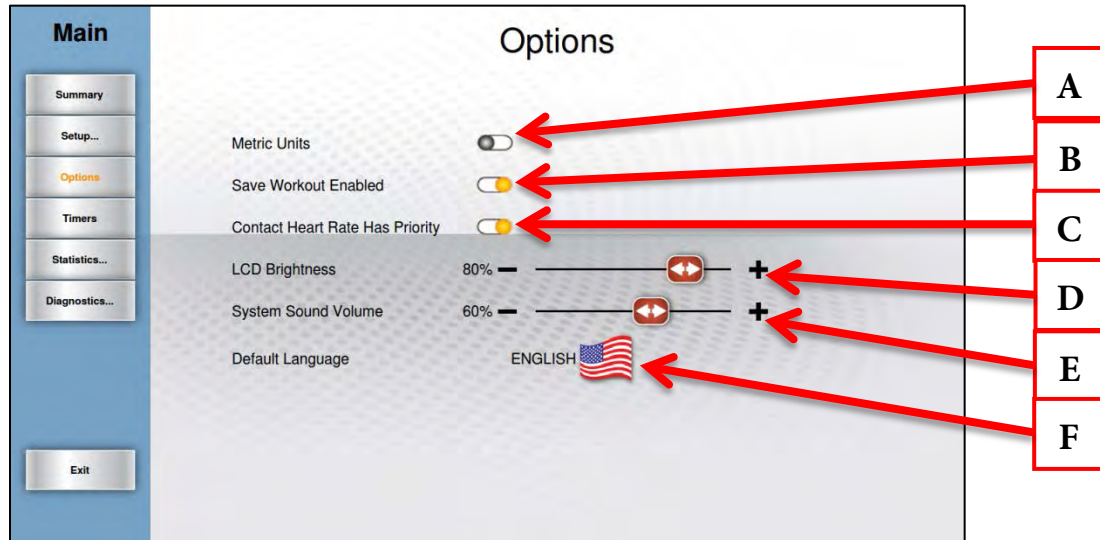 Main
Options
Summary
Setup...
Options
Timers
Statistics...
Diagnostics...
Exit
Metric Units
Save Workout Enabled
Contact Heart Rate Has Priority
LCD Brightness 80%
System Sound Volume 60%
Default Language ENGLISH
A
B
C
D
E
F